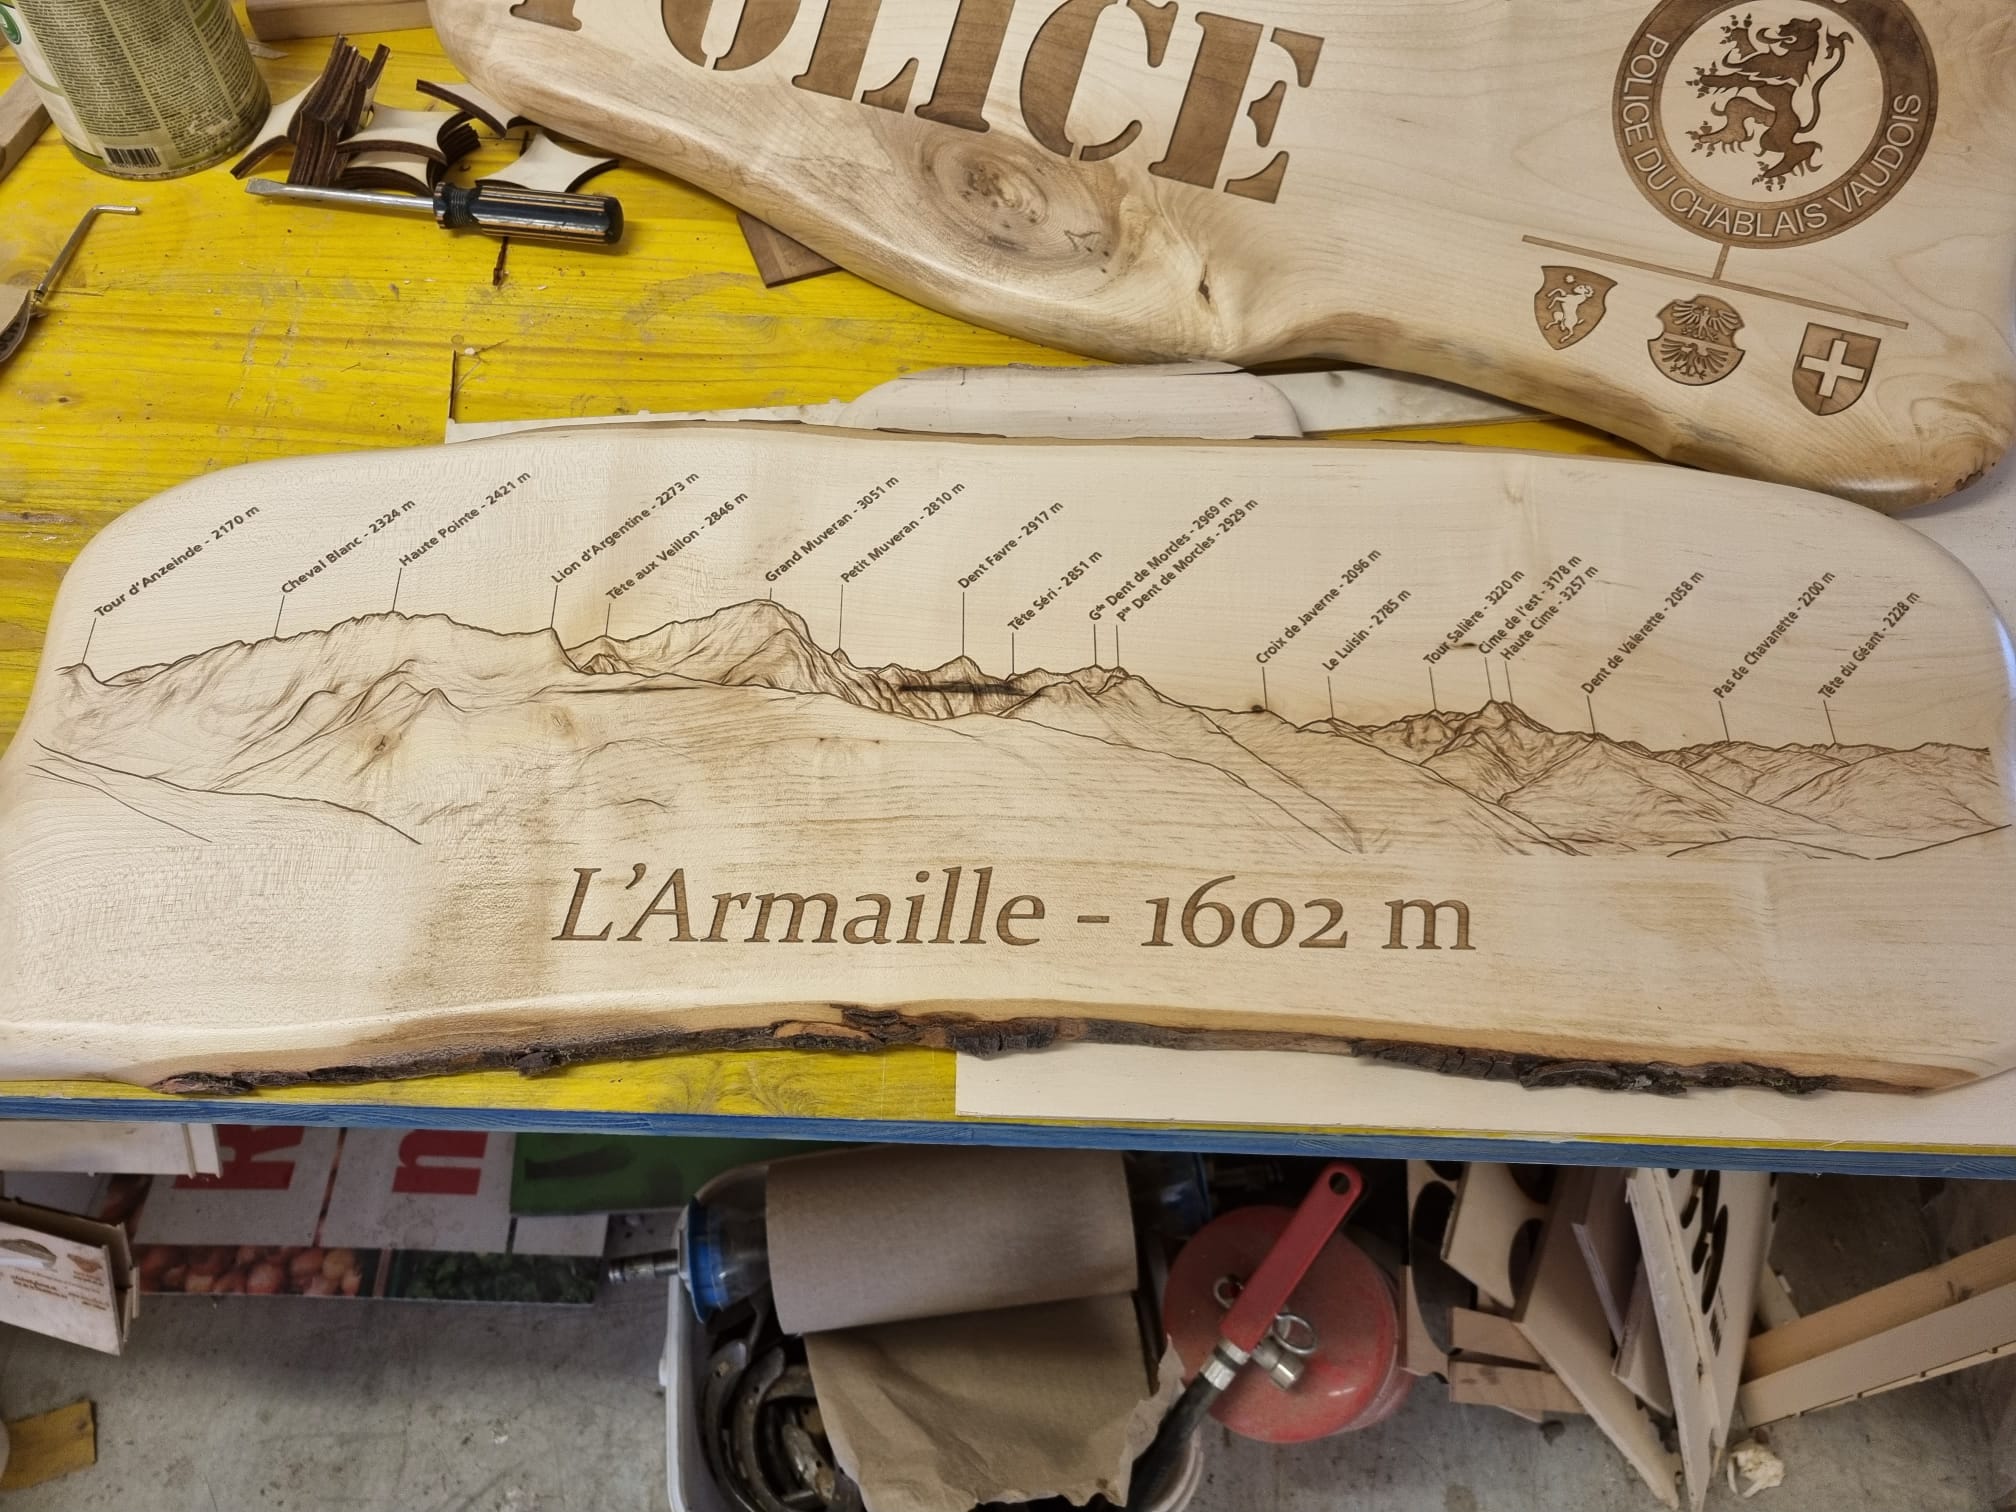 POLICE
POLICE DU CHABLAIS VAUDOIS
Tour d'Anzeinde - 2170 m
Cheval Blanc - 2324 m
Haute Pointe - 2421 m
Lion d'Argentine - 2273 m
Tête aux Veillon - 2846 m
Grand Muveran - 3051 m
Petit Muveran - 2810 m
Dent Favre - 2917 m
Tête Séri - 2851 m
Gde Dent de Morcles - 2969 m
Pte Dent de Morcles - 2929 m
Croix de Javerne - 2096 m
Le Luisin - 2785 m
Tour Salière - 3220 m
Cime de l'est - 3178 m
Haute Cime - 3257 m
Dent de Valerette - 2058 m
Pas de Chavanette - 2200 m
Tête du Géant - 2228 m
L'Armaille - 1602 m